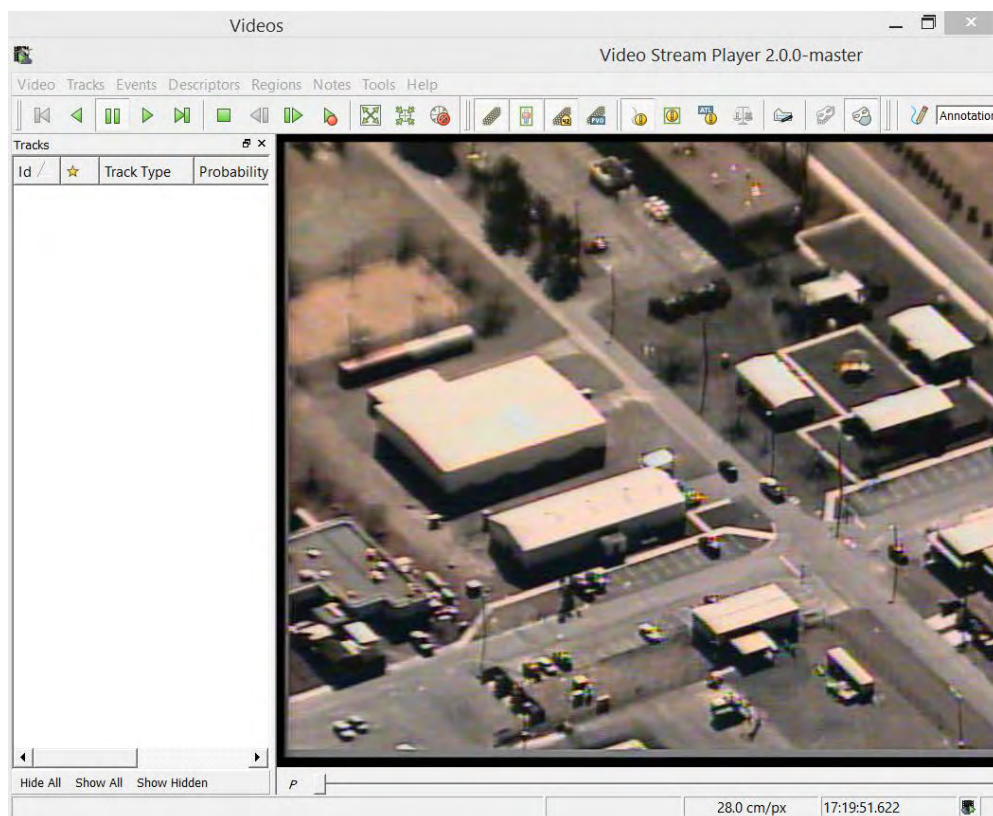 Videos
Video Stream Player 2.0.0-master
Video Tracks Events Descriptors Regions Notes Tools Help
Annotation
Tracks
Id Track Type Probability
Hide All Show All Show Hidden
P
28.0 cm/px 17:19:51.622